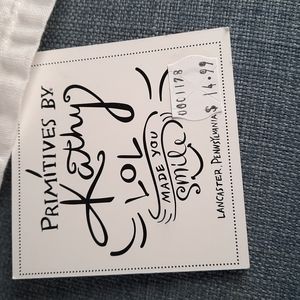 PRIMITIVES BY
Kathy
LOL
MADE YOU
smile
LANCASTER, PENNSYLVANIA
00C1178
$ 14.99